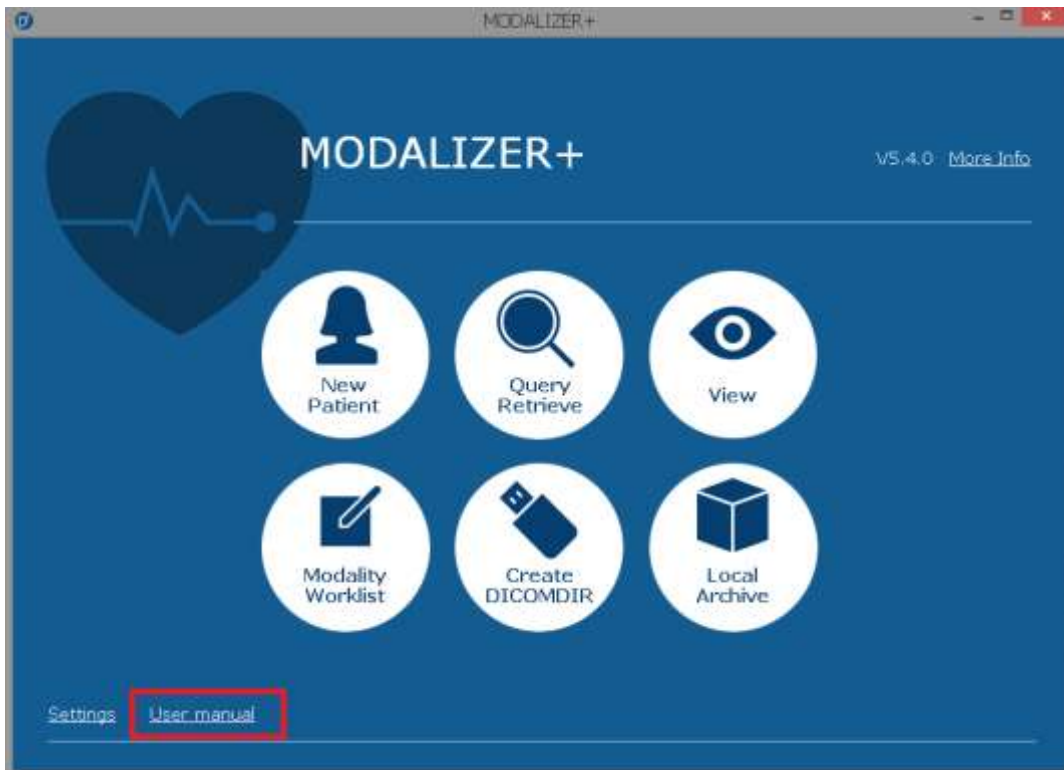 MODALIZER+
MODALIZER+
V5.4.0 More Info
New
Patient
Query
Retrieve
View
Modality
Worklist
Create
DICOMDIR
Local
Archive
Settings User manual